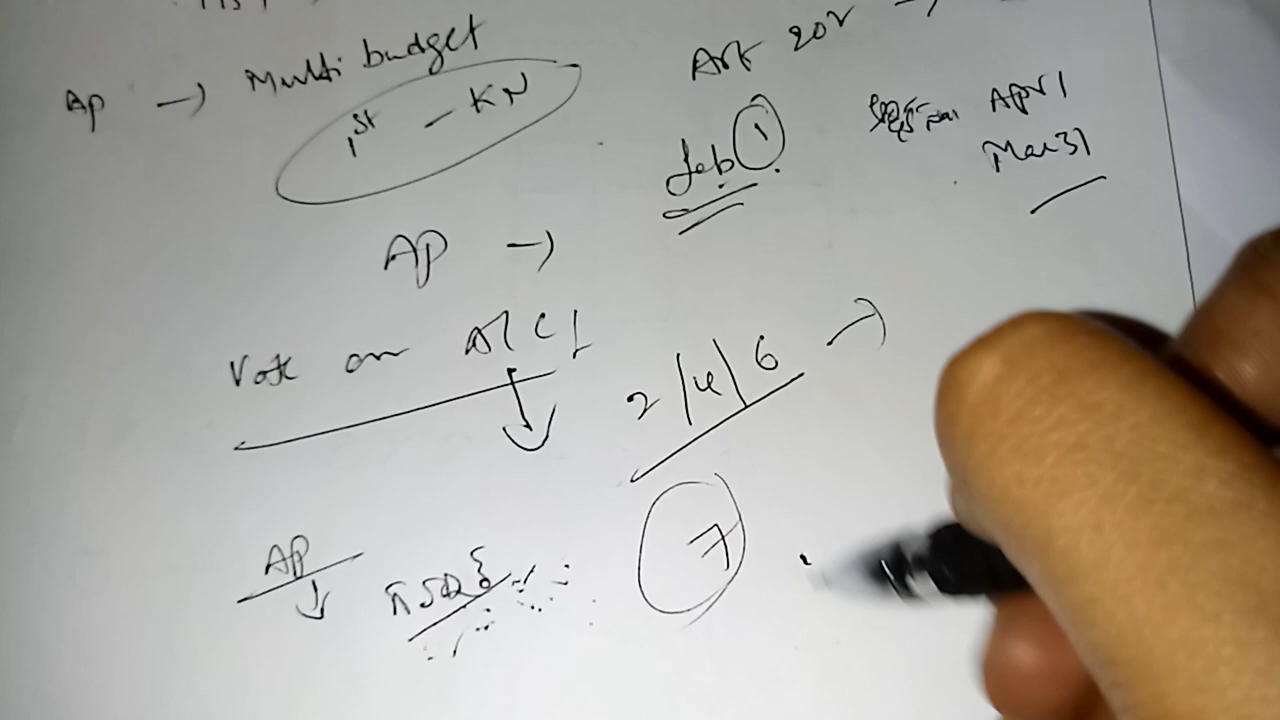 AP → Multi budget
1st - KN
Art 202 →
Feb 1
Apr 1
Mar 31
AP →
Vote on A/C
2/4/6 →
AP ↓
7